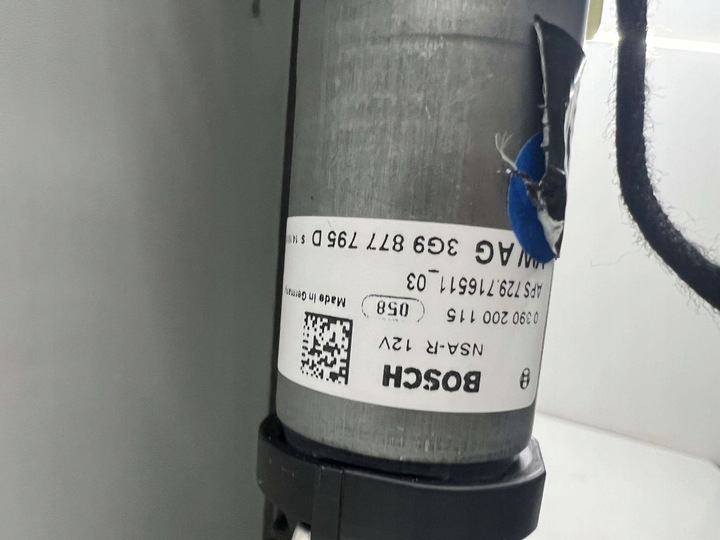 BOSCH
NSA-R 12V
0 390 200 115 058
APS.729.716511_03 Made in Germany
VW AG 3G9 877 795 D